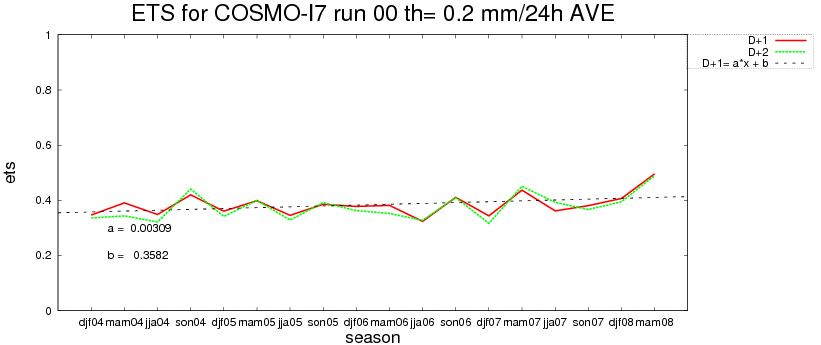 ETS for COSMO-I7 run 00 th= 0.2 mm/24h AVE
D+1
D+2
D+1= a*x + b
1
0.8
0.6
0.4
0.2
0
ets
a = 0.00309
b = 0.3582
djf04 mam04 jja04 son04 djf05 mam05 jja05 son05 djf06 mam06 jja06 son06 djf07 mam07 jja07 son07 djf08 mam08
season